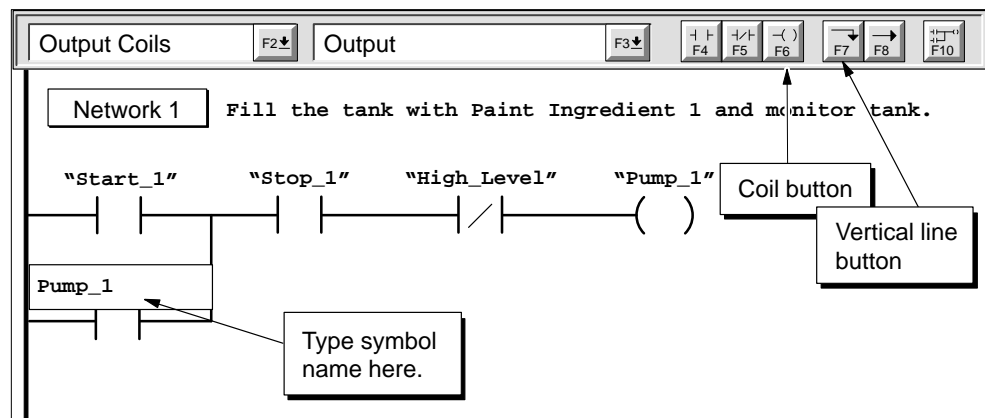 Output Coils F2 Output F3 F4 F5 F6 F7 F8 F10
Network 1 Fill the tank with Paint Ingredient 1 and monitor tank.
“Start_1” “Stop_1” “High_Level” “Pump_1”
Coil button
Vertical line
button
Pump_1
Type symbol
name here.